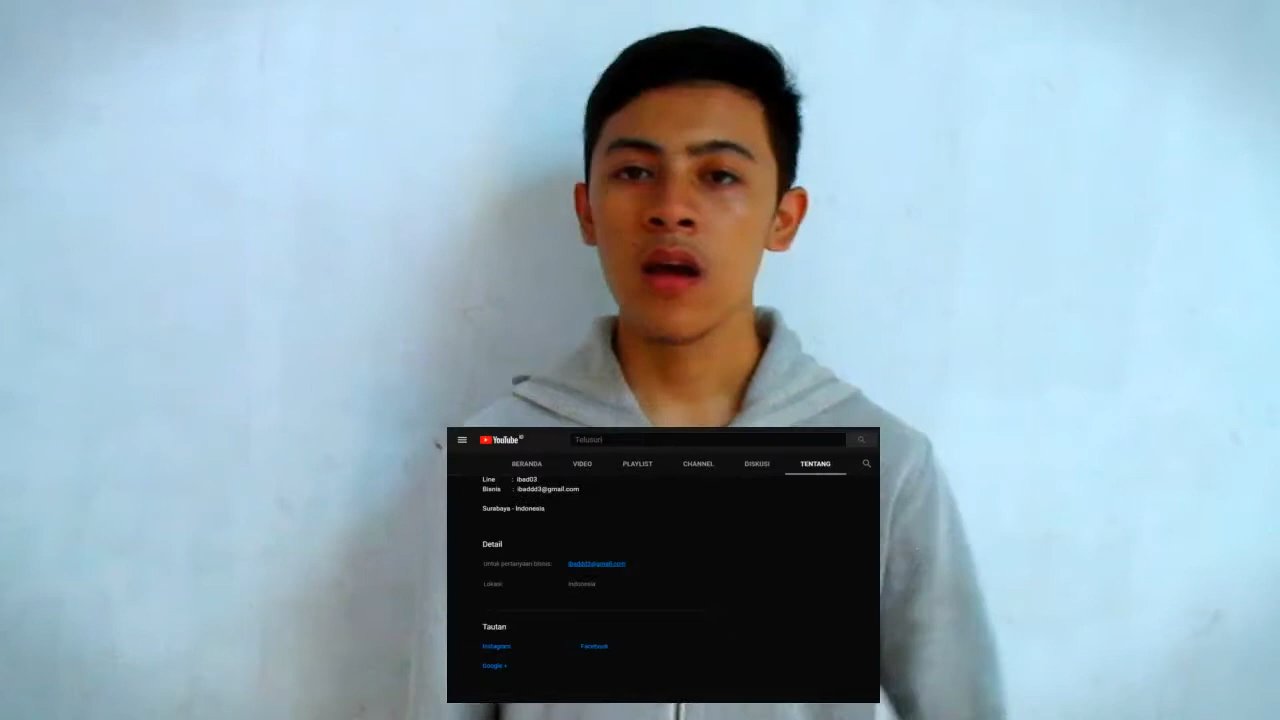 YouTube ID
Telusuri
BERANDA VIDEO PLAYLIST CHANNEL DISKUSI TENTANG
Line : ibad03
Bisnis : ibaddd3@gmail.com
Surabaya - Indonesia
Detail
Untuk pertanyaan bisnis: ibaddd3@gmail.com
Lokasi Indonesia
Tautan
Instagram Facebook
Google +